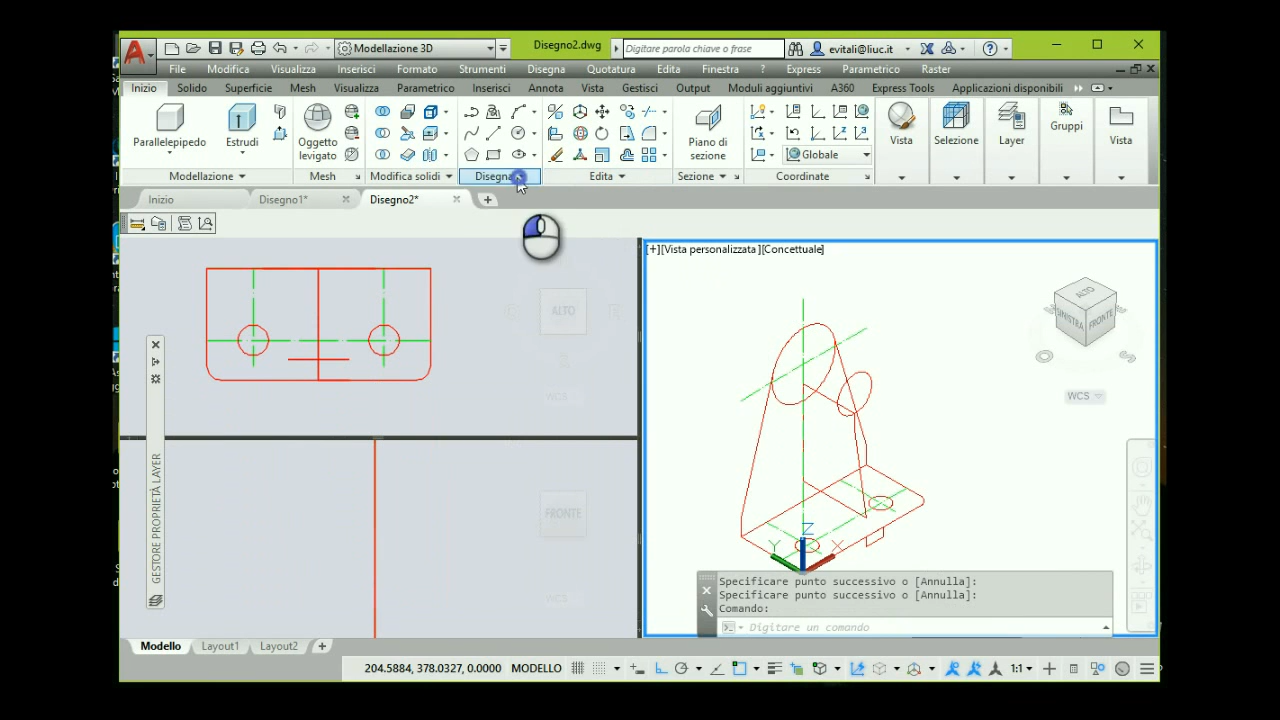 Modellazione 3D
Disegno2.dwg
Digitare parola chiave o frase
evitali@liuc.it
File Modifica Visualizza Inserisci Formato Strumenti Disegna Quotatura Edita Finestra ? Express Parametrico Raster
Inizio Solido Superficie Mesh Visualizza Parametrico Inserisci Annota Vista Gestisci Output Moduli aggiuntivi A360 Express Tools Applicazioni disponibili
Parallelepipedo Estrudi Oggetto levigato Piano di sezione Globale Vista Selezione Layer Gruppi Vista
Modellazione Mesh Modifica solidi Disegna Edita Sezione Coordinate
Inizio Disegno1* Disegno2* +
[+][Vista personalizzata][Concettuale]
ALTO
ALTO
SINISTRA FRONTE
WCS
WCS
GESTORE PROPRIETÀ LAYER
FRONTE
WCS
Z
Y X
Specificare punto successivo o [Annulla]:
Specificare punto successivo o [Annulla]:
Comando:
Digitare un comando
Modello Layout1 Layout2 +
204.5884, 378.0327, 0.0000 MODELLO 1:1